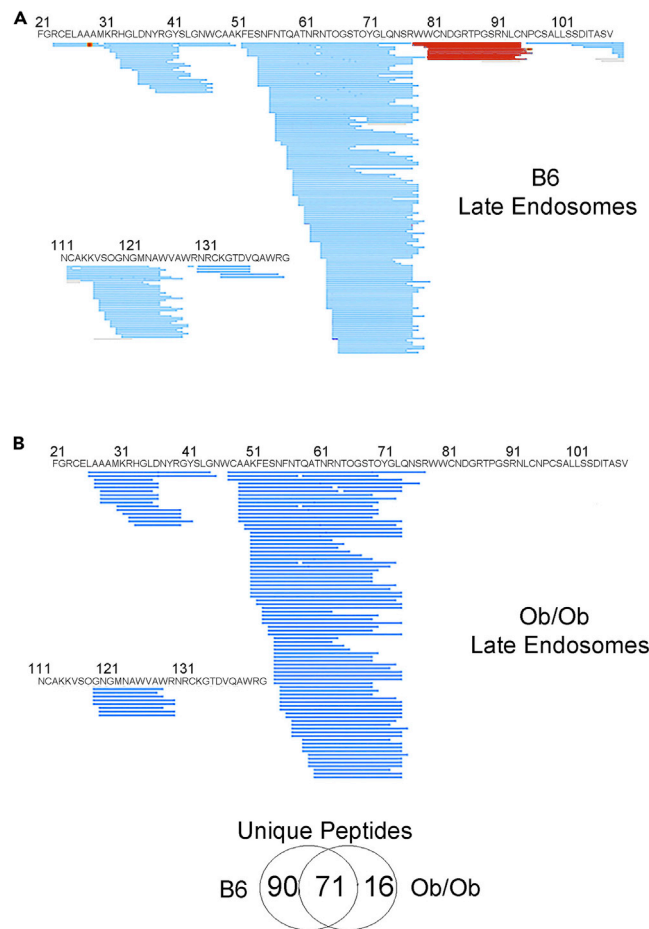 A
21 31 41 51 61 71 81 91 101
FGRCELAAAMKRHGLDNYRGYSLGNWCAAKFESNFNTQATNRNTOGSTOYGLQNSRWWCNDGRTPGSRNLCNPCSALLSSDITASV
B6
Late Endosomes
111 121 131
NCAKKVSOGNGMNAWVAWRNRCKGTDVQAWRG
B
21 31 41 51 61 71 81 91 101
FGRCELAAAMKRHGLDNYRGYSLGNWCAAKFESNFNTQATNRNTOGSTOYGLQNSRWWCNDGRTPGSRNLCNPCSALLSSDITASV
Ob/Ob
Late Endosomes
111 121 131
NCAKKVSOGNGMNAWVAWRNRCKGTDVQAWRG
Unique Peptides
B6 90 71 16 Ob/Ob